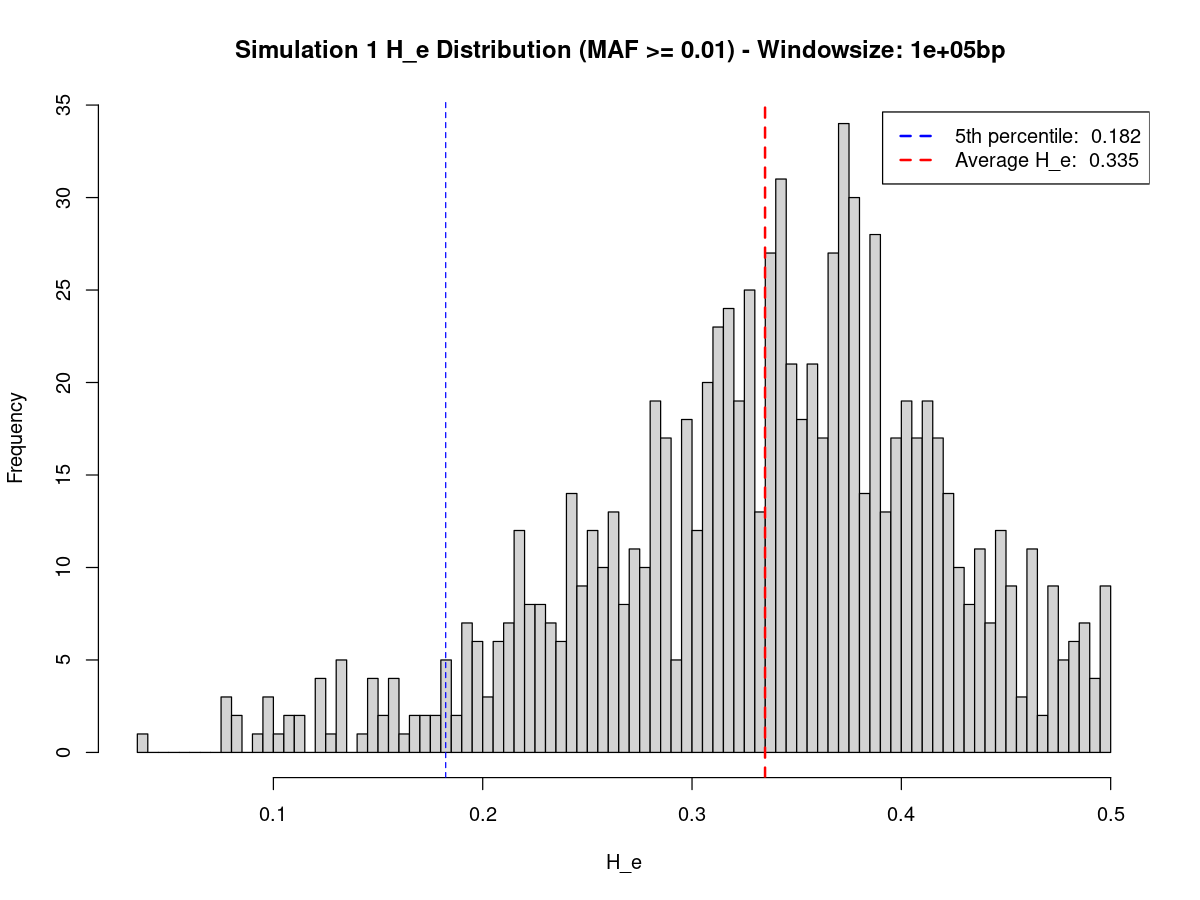 Simulation 1 H_e Distribution (MAF >= 0.01) - Windowsize: 1e+05bp
5th percentile: 0.182
Average H_e: 0.335
Frequency
35
30
25
20
15
10
5
0
0.1 0.2 0.3 0.4 0.5
H_e